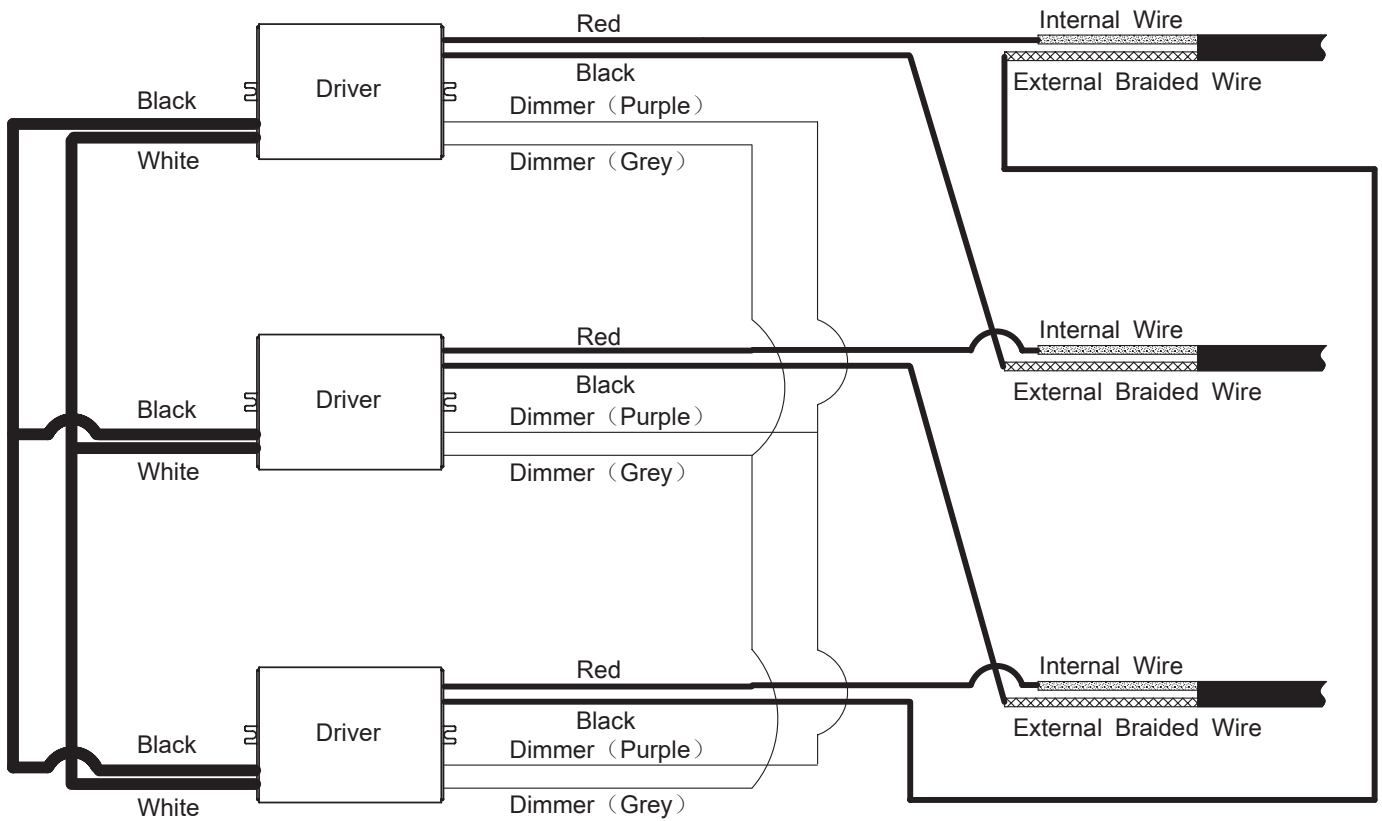 Red
Internal Wire
Black
Driver
Black
External Braided Wire
Dimmer（Purple）
White
Dimmer（Grey）
Red
Internal Wire
Black
Driver
Black
External Braided Wire
Dimmer（Purple）
White
Dimmer（Grey）
Red
Internal Wire
Black
Driver
Black
External Braided Wire
Dimmer（Purple）
White
Dimmer（Grey）